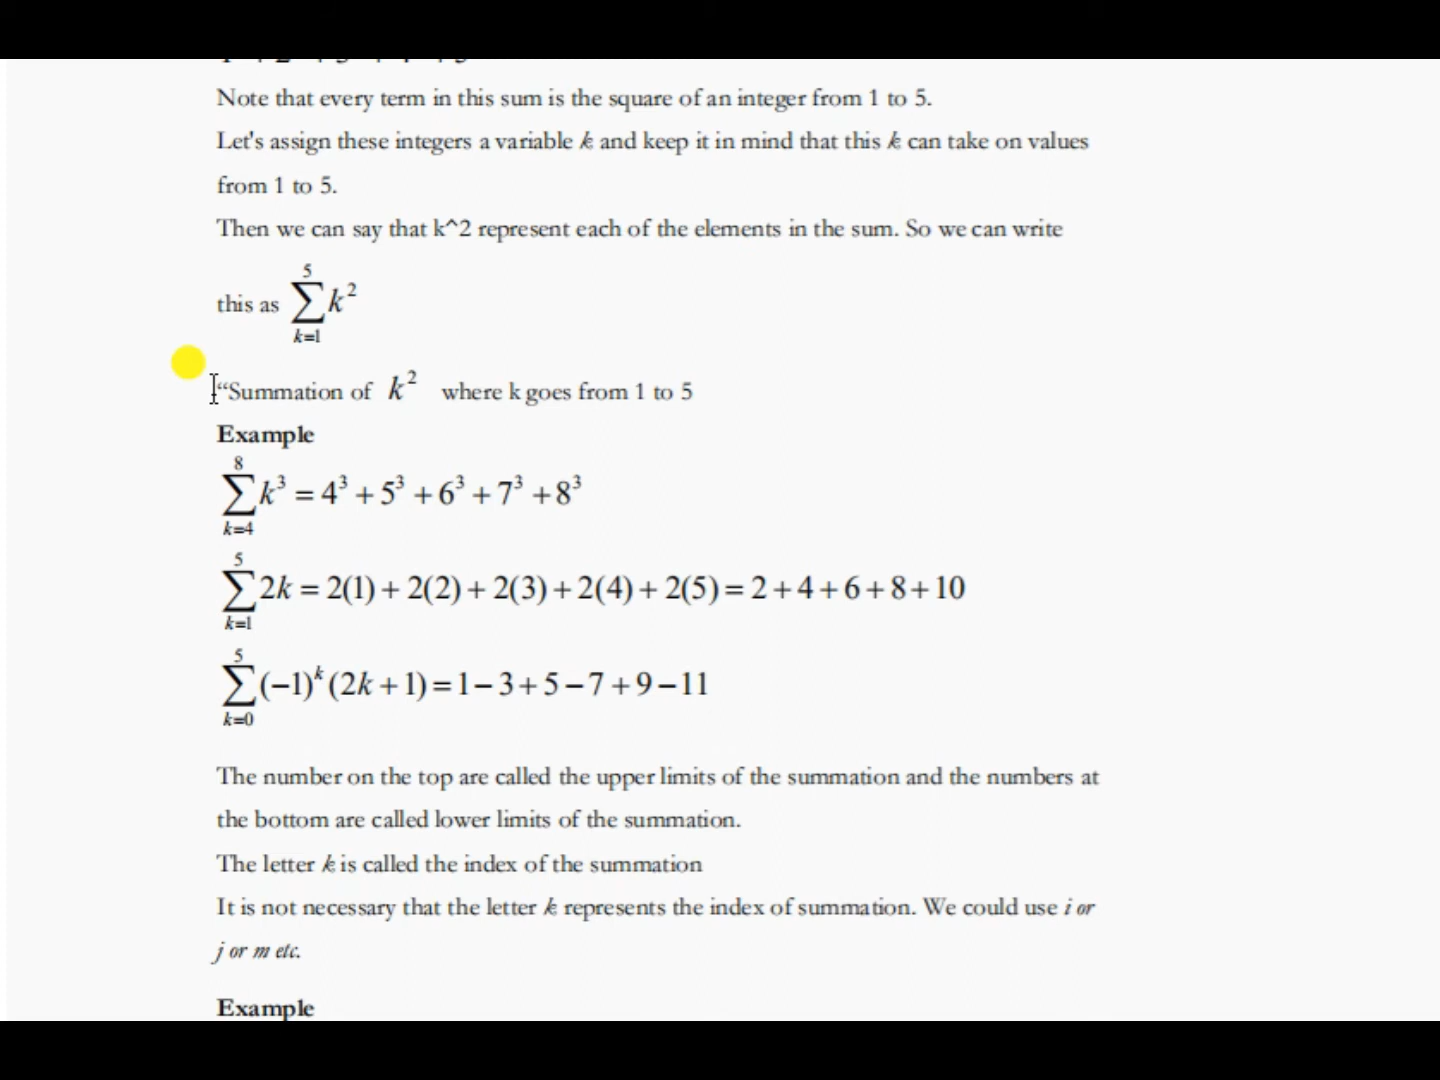 Note that every term in this sum is the square of an integer from 1 to 5.
Let's assign these integers a variable k and keep it in mind that this k can take on values
from 1 to 5.
Then we can say that k^2 represent each of the elements in the sum. So we can write
this as \sum_{k=1}^{5} k^2
“Summation of k^2 where k goes from 1 to 5
Example
\sum_{k=4}^{8} k^3 = 4^3 + 5^3 + 6^3 + 7^3 + 8^3
\sum_{k=1}^{5} 2k = 2(1) + 2(2) + 2(3) + 2(4) + 2(5) = 2 + 4 + 6 + 8 + 10
\sum_{k=0}^{5} (-1)^k (2k + 1) = 1 - 3 + 5 - 7 + 9 - 11
The number on the top are called the upper limits of the summation and the numbers at
the bottom are called lower limits of the summation.
The letter k is called the index of the summation
It is not necessary that the letter k represents the index of summation. We could use i or
j or m etc.
Example